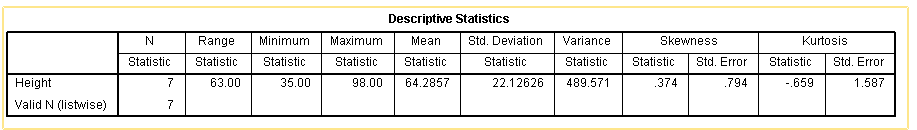 Descriptive Statistics
N Range Minimum Maximum Mean Std. Deviation Variance Skewness Kurtosis
Statistic Statistic Statistic Statistic Statistic Statistic Statistic Statistic Std. Error Statistic Std. Error
Height 7 63.00 35.00 98.00 64.2857 22.12626 489.571 .374 .794 -.659 1.587
Valid N (listwise) 7